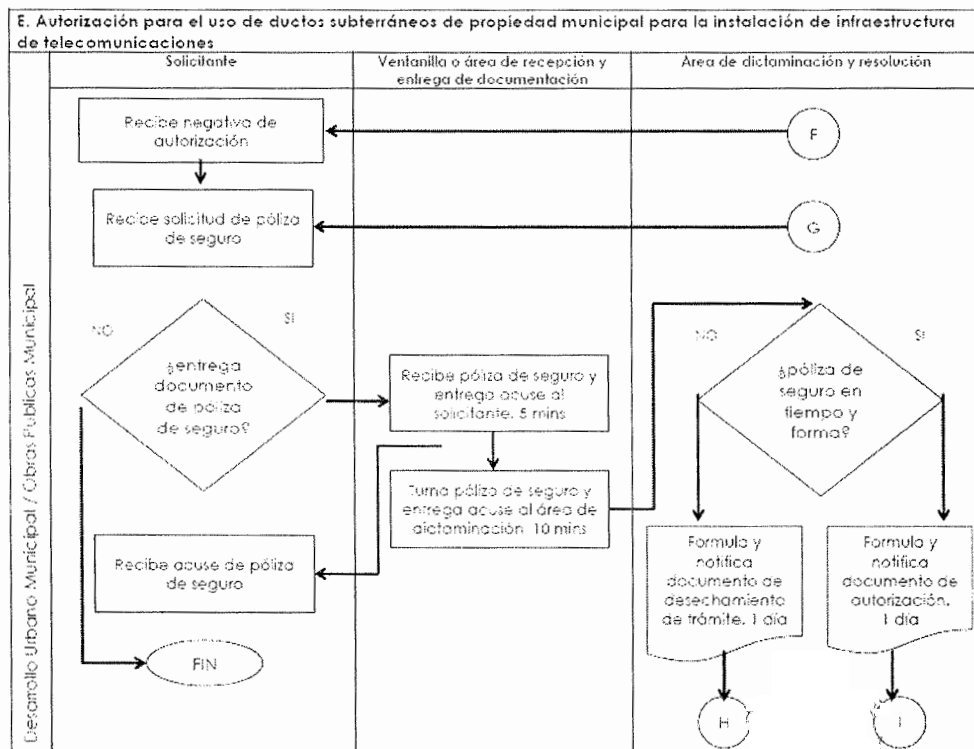 E. Autorización para el uso de ductos subterráneos de propiedad municipal para la instalación de infraestructura
de telecomunicaciones
Solicitante
Ventanilla o área de recepción y
entrega de documentación
Area de dictaminación y resolución
Desarrollo Urbano Municipal / Obras Publicas Municipal
Recibe negativa de
autorización
F
Recibe solicitud de póliza
de seguro
G
NO
SI
¿entrega
documento
de póliza
de seguro?
Recibe póliza de seguro y
entrega acuse al
solicitante. 5 mins
NO
SI
¿póliza de
seguro en
tiempo y
forma?
Turna póliza de seguro y
entrega acuse al área de
dictaminación 10 mins
Recibe acuse de póliza
de seguro
Formula y
notifica
documento de
desechamiento
de trámite. 1 día
Formula y
notifica
documento de
autorización.
1 día
FIN
H
I